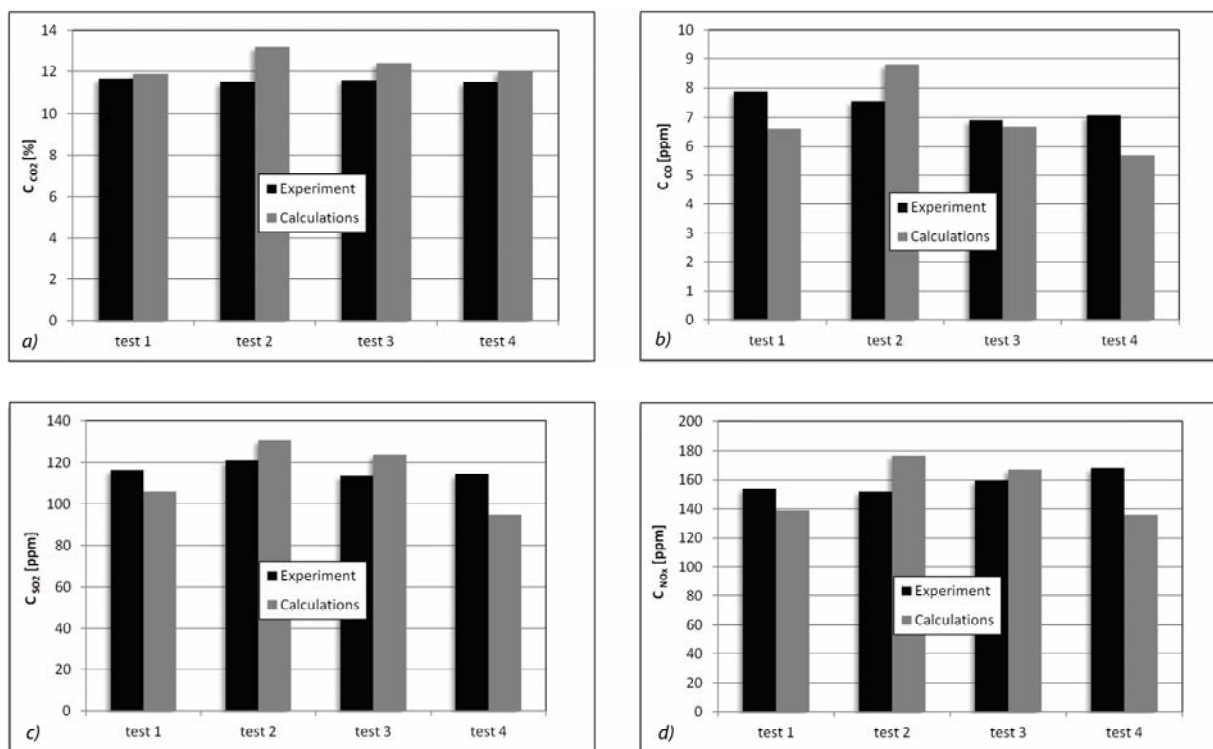 14
12
10
8
6
4
2
0
C CO2 [%]
Experiment
Calculations
test 1 test 2 test 3 test 4
a)
10
9
8
7
6
5
4
3
2
1
0
C CO [ppm]
Experiment
Calculations
test 1 test 2 test 3 test 4
b)
140
120
100
80
60
40
20
0
C SO2 [ppm]
Experiment
Calculations
test 1 test 2 test 3 test 4
c)
200
180
160
140
120
100
80
60
40
20
0
C NOx [ppm]
Experiment
Calculations
test 1 test 2 test 3 test 4
d)